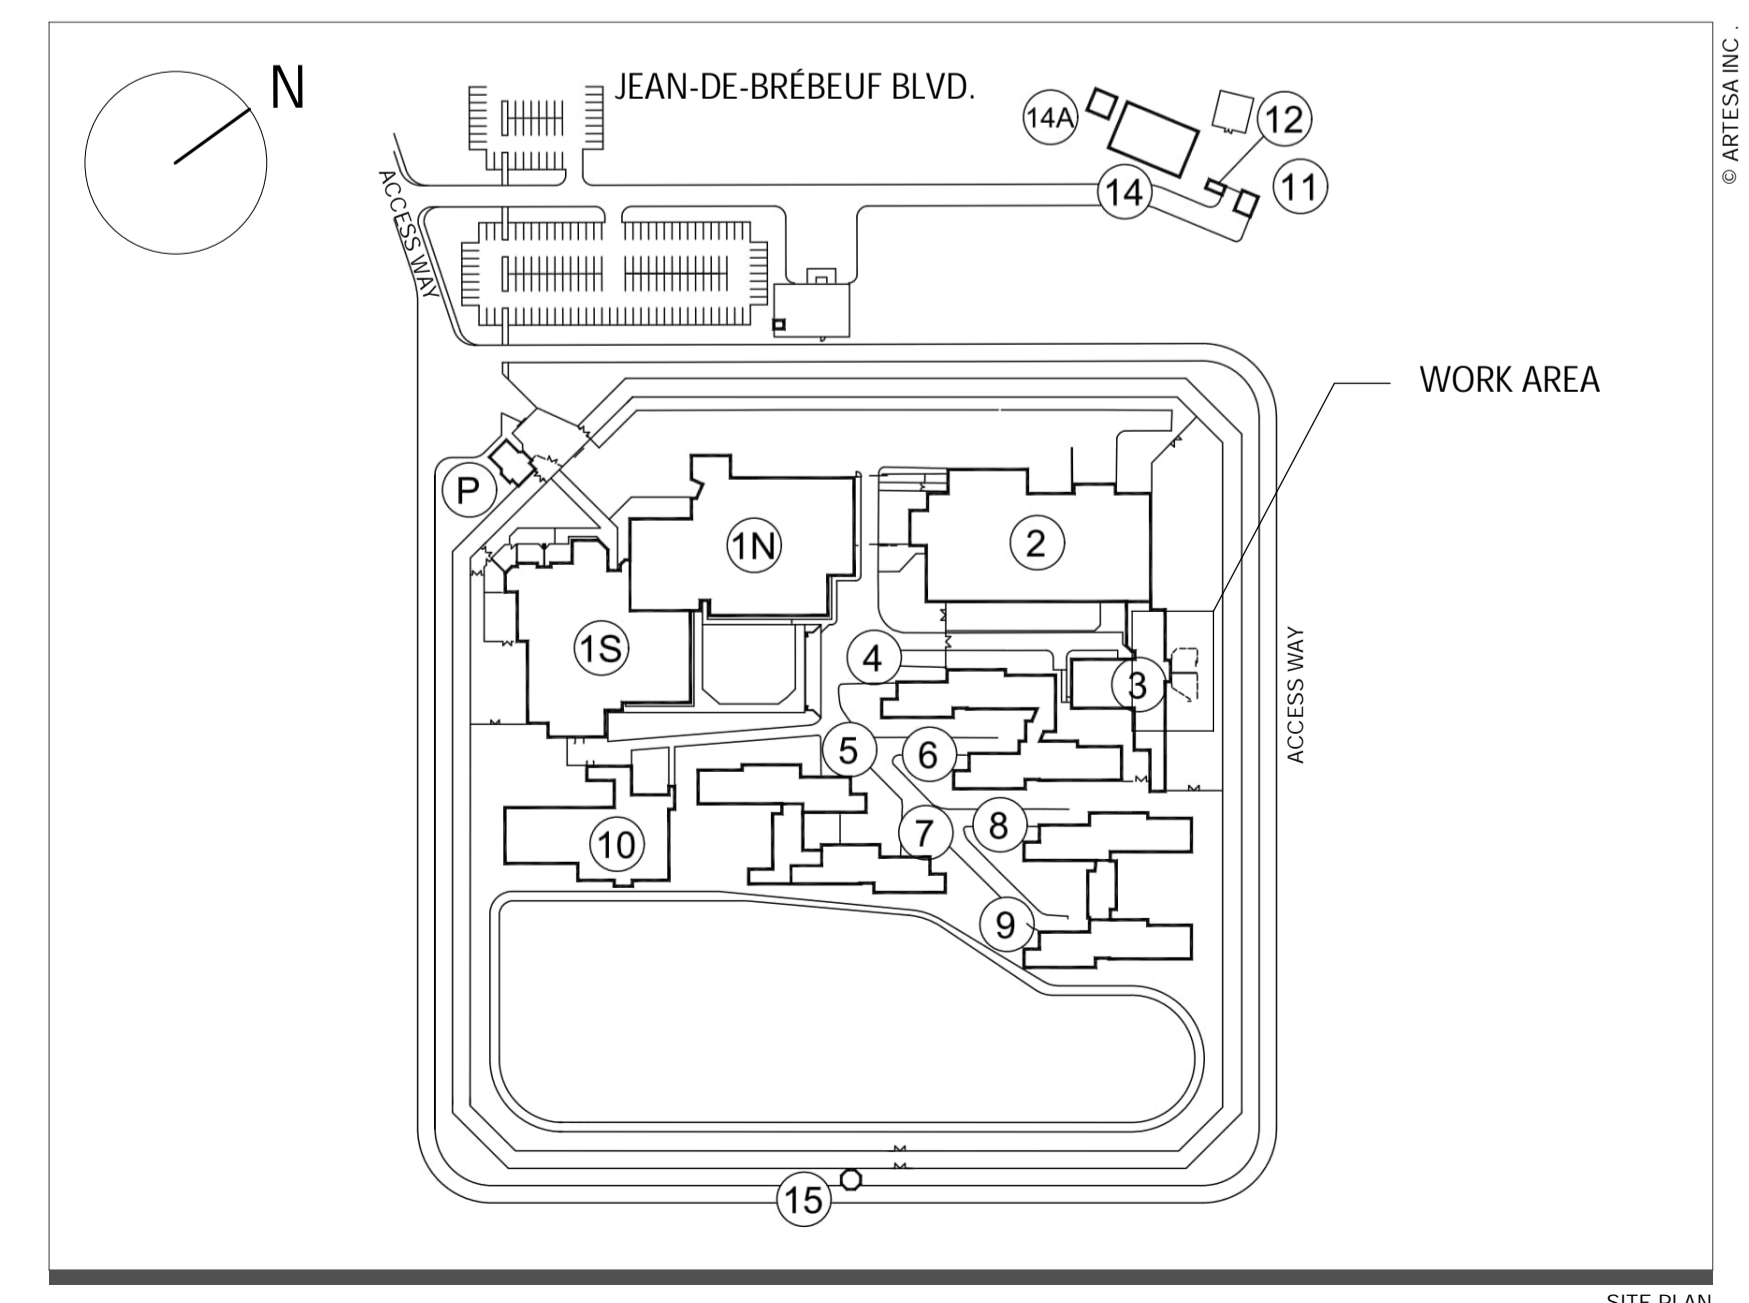 N
JEAN-DE-BRÉBEUF BLVD.
© ARTESA INC .
14A
12
11
14
ACCESS WAY
WORK AREA
P
1N
2
1S
4
3
ACCESS WAY
5
6
7
8
10
9
15
SITE PLAN